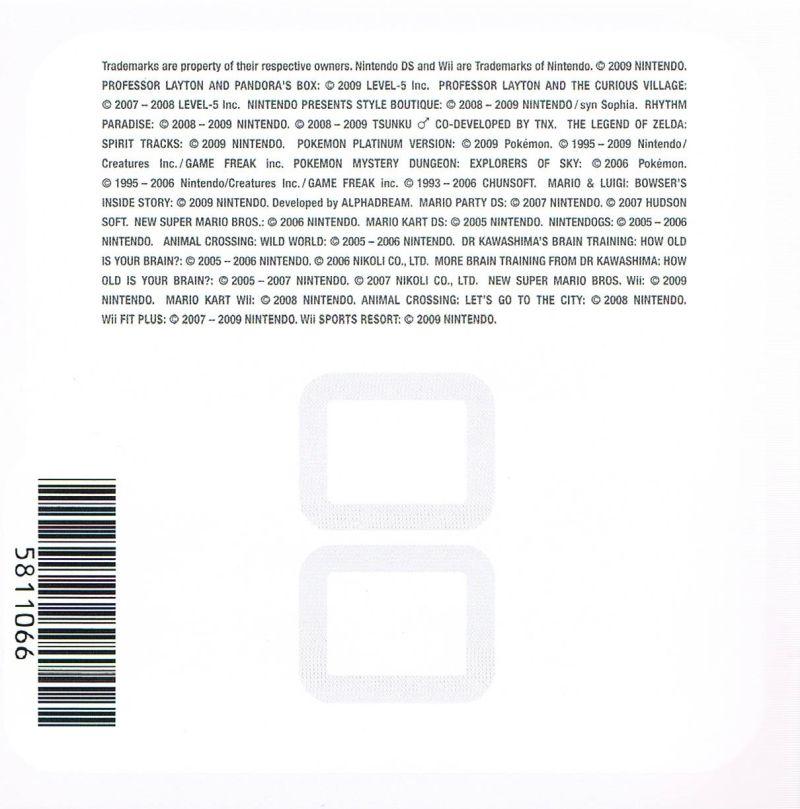 Trademarks are property of their respective owners. Nintendo DS and Wii are Trademarks of Nintendo. © 2009 NINTENDO.
PROFESSOR LAYTON AND PANDORA'S BOX: © 2009 LEVEL-5 Inc. PROFESSOR LAYTON AND THE CURIOUS VILLAGE:
© 2007 – 2008 LEVEL-5 Inc. NINTENDO PRESENTS STYLE BOUTIQUE: © 2008 – 2009 NINTENDO / syn Sophia. RHYTHM
PARADISE: © 2008 – 2009 NINTENDO. © 2008 – 2009 TSUNKU ♂ CO-DEVELOPED BY TNX. THE LEGEND OF ZELDA:
SPIRIT TRACKS: © 2009 NINTENDO. POKEMON PLATINUM VERSION: © 2009 Pokémon. © 1995 – 2009 Nintendo /
Creatures Inc. / GAME FREAK inc. POKEMON MYSTERY DUNGEON: EXPLORERS OF SKY: © 2006 Pokémon.
© 1995 – 2006 Nintendo/Creatures Inc. / GAME FREAK inc. © 1993 – 2006 CHUNSOFT. MARIO & LUIGI: BOWSER'S
INSIDE STORY: © 2009 NINTENDO. Developed by ALPHADREAM. MARIO PARTY DS: © 2007 NINTENDO. © 2007 HUDSON
SOFT. NEW SUPER MARIO BROS.: © 2006 NINTENDO. MARIO KART DS: © 2005 NINTENDO. NINTENDOGS: © 2005 – 2006
NINTENDO. ANIMAL CROSSING: WILD WORLD: © 2005 – 2006 NINTENDO. DR KAWASHIMA'S BRAIN TRAINING: HOW OLD
IS YOUR BRAIN?: © 2005 – 2006 NINTENDO. © 2006 NIKOLI CO., LTD. MORE BRAIN TRAINING FROM DR KAWASHIMA: HOW
OLD IS YOUR BRAIN?: © 2005 – 2007 NINTENDO. © 2007 NIKOLI CO., LTD. NEW SUPER MARIO BROS. Wii: © 2009
NINTENDO. MARIO KART Wii: © 2008 NINTENDO. ANIMAL CROSSING: LET'S GO TO THE CITY: © 2008 NINTENDO.
Wii FIT PLUS: © 2007 – 2009 NINTENDO. Wii SPORTS RESORT: © 2009 NINTENDO.
5811066